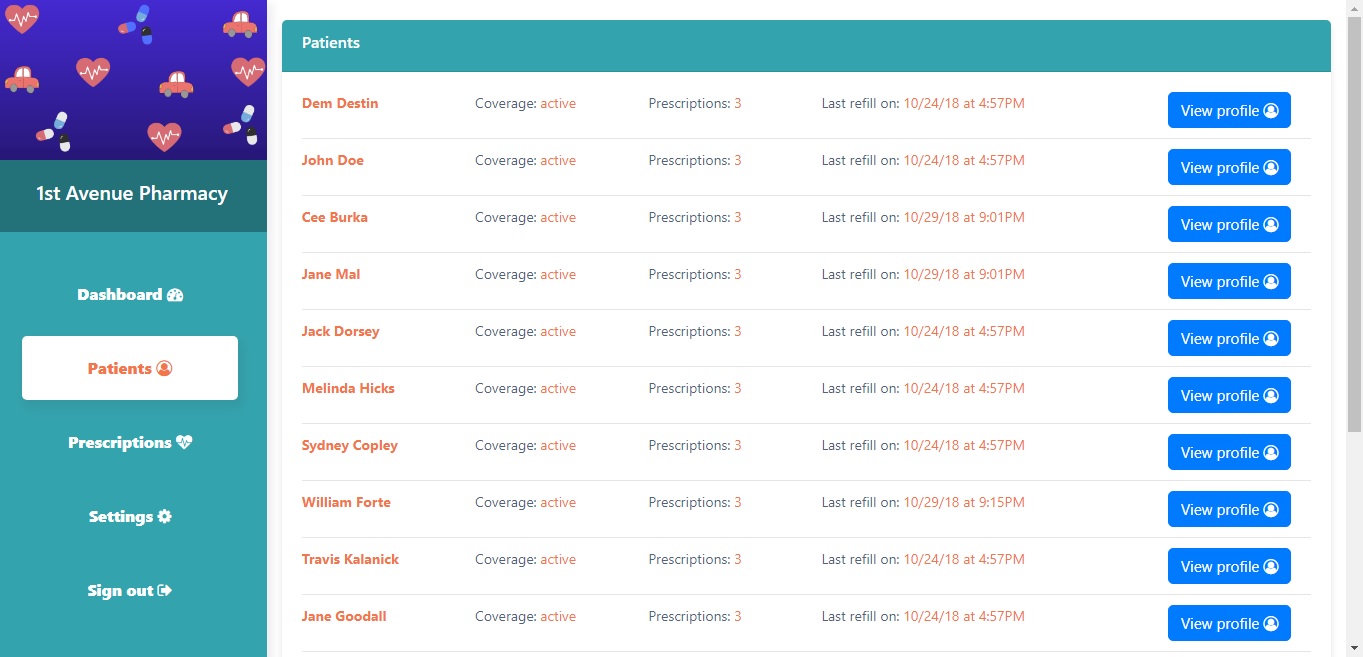 Patients
1st Avenue Pharmacy
Dashboard
Patients
Prescriptions
Settings
Sign out
Dem Destin Coverage: active Prescriptions: 3 Last refill on: 10/24/18 at 4:57PM View profile
John Doe Coverage: active Prescriptions: 3 Last refill on: 10/24/18 at 4:57PM View profile
Cee Burka Coverage: active Prescriptions: 3 Last refill on: 10/29/18 at 9:01PM View profile
Jane Mal Coverage: active Prescriptions: 3 Last refill on: 10/29/18 at 9:01PM View profile
Jack Dorsey Coverage: active Prescriptions: 3 Last refill on: 10/24/18 at 4:57PM View profile
Melinda Hicks Coverage: active Prescriptions: 3 Last refill on: 10/24/18 at 4:57PM View profile
Sydney Copley Coverage: active Prescriptions: 3 Last refill on: 10/24/18 at 4:57PM View profile
William Forte Coverage: active Prescriptions: 3 Last refill on: 10/29/18 at 9:15PM View profile
Travis Kalanick Coverage: active Prescriptions: 3 Last refill on: 10/24/18 at 4:57PM View profile
Jane Goodall Coverage: active Prescriptions: 3 Last refill on: 10/24/18 at 4:57PM View profile